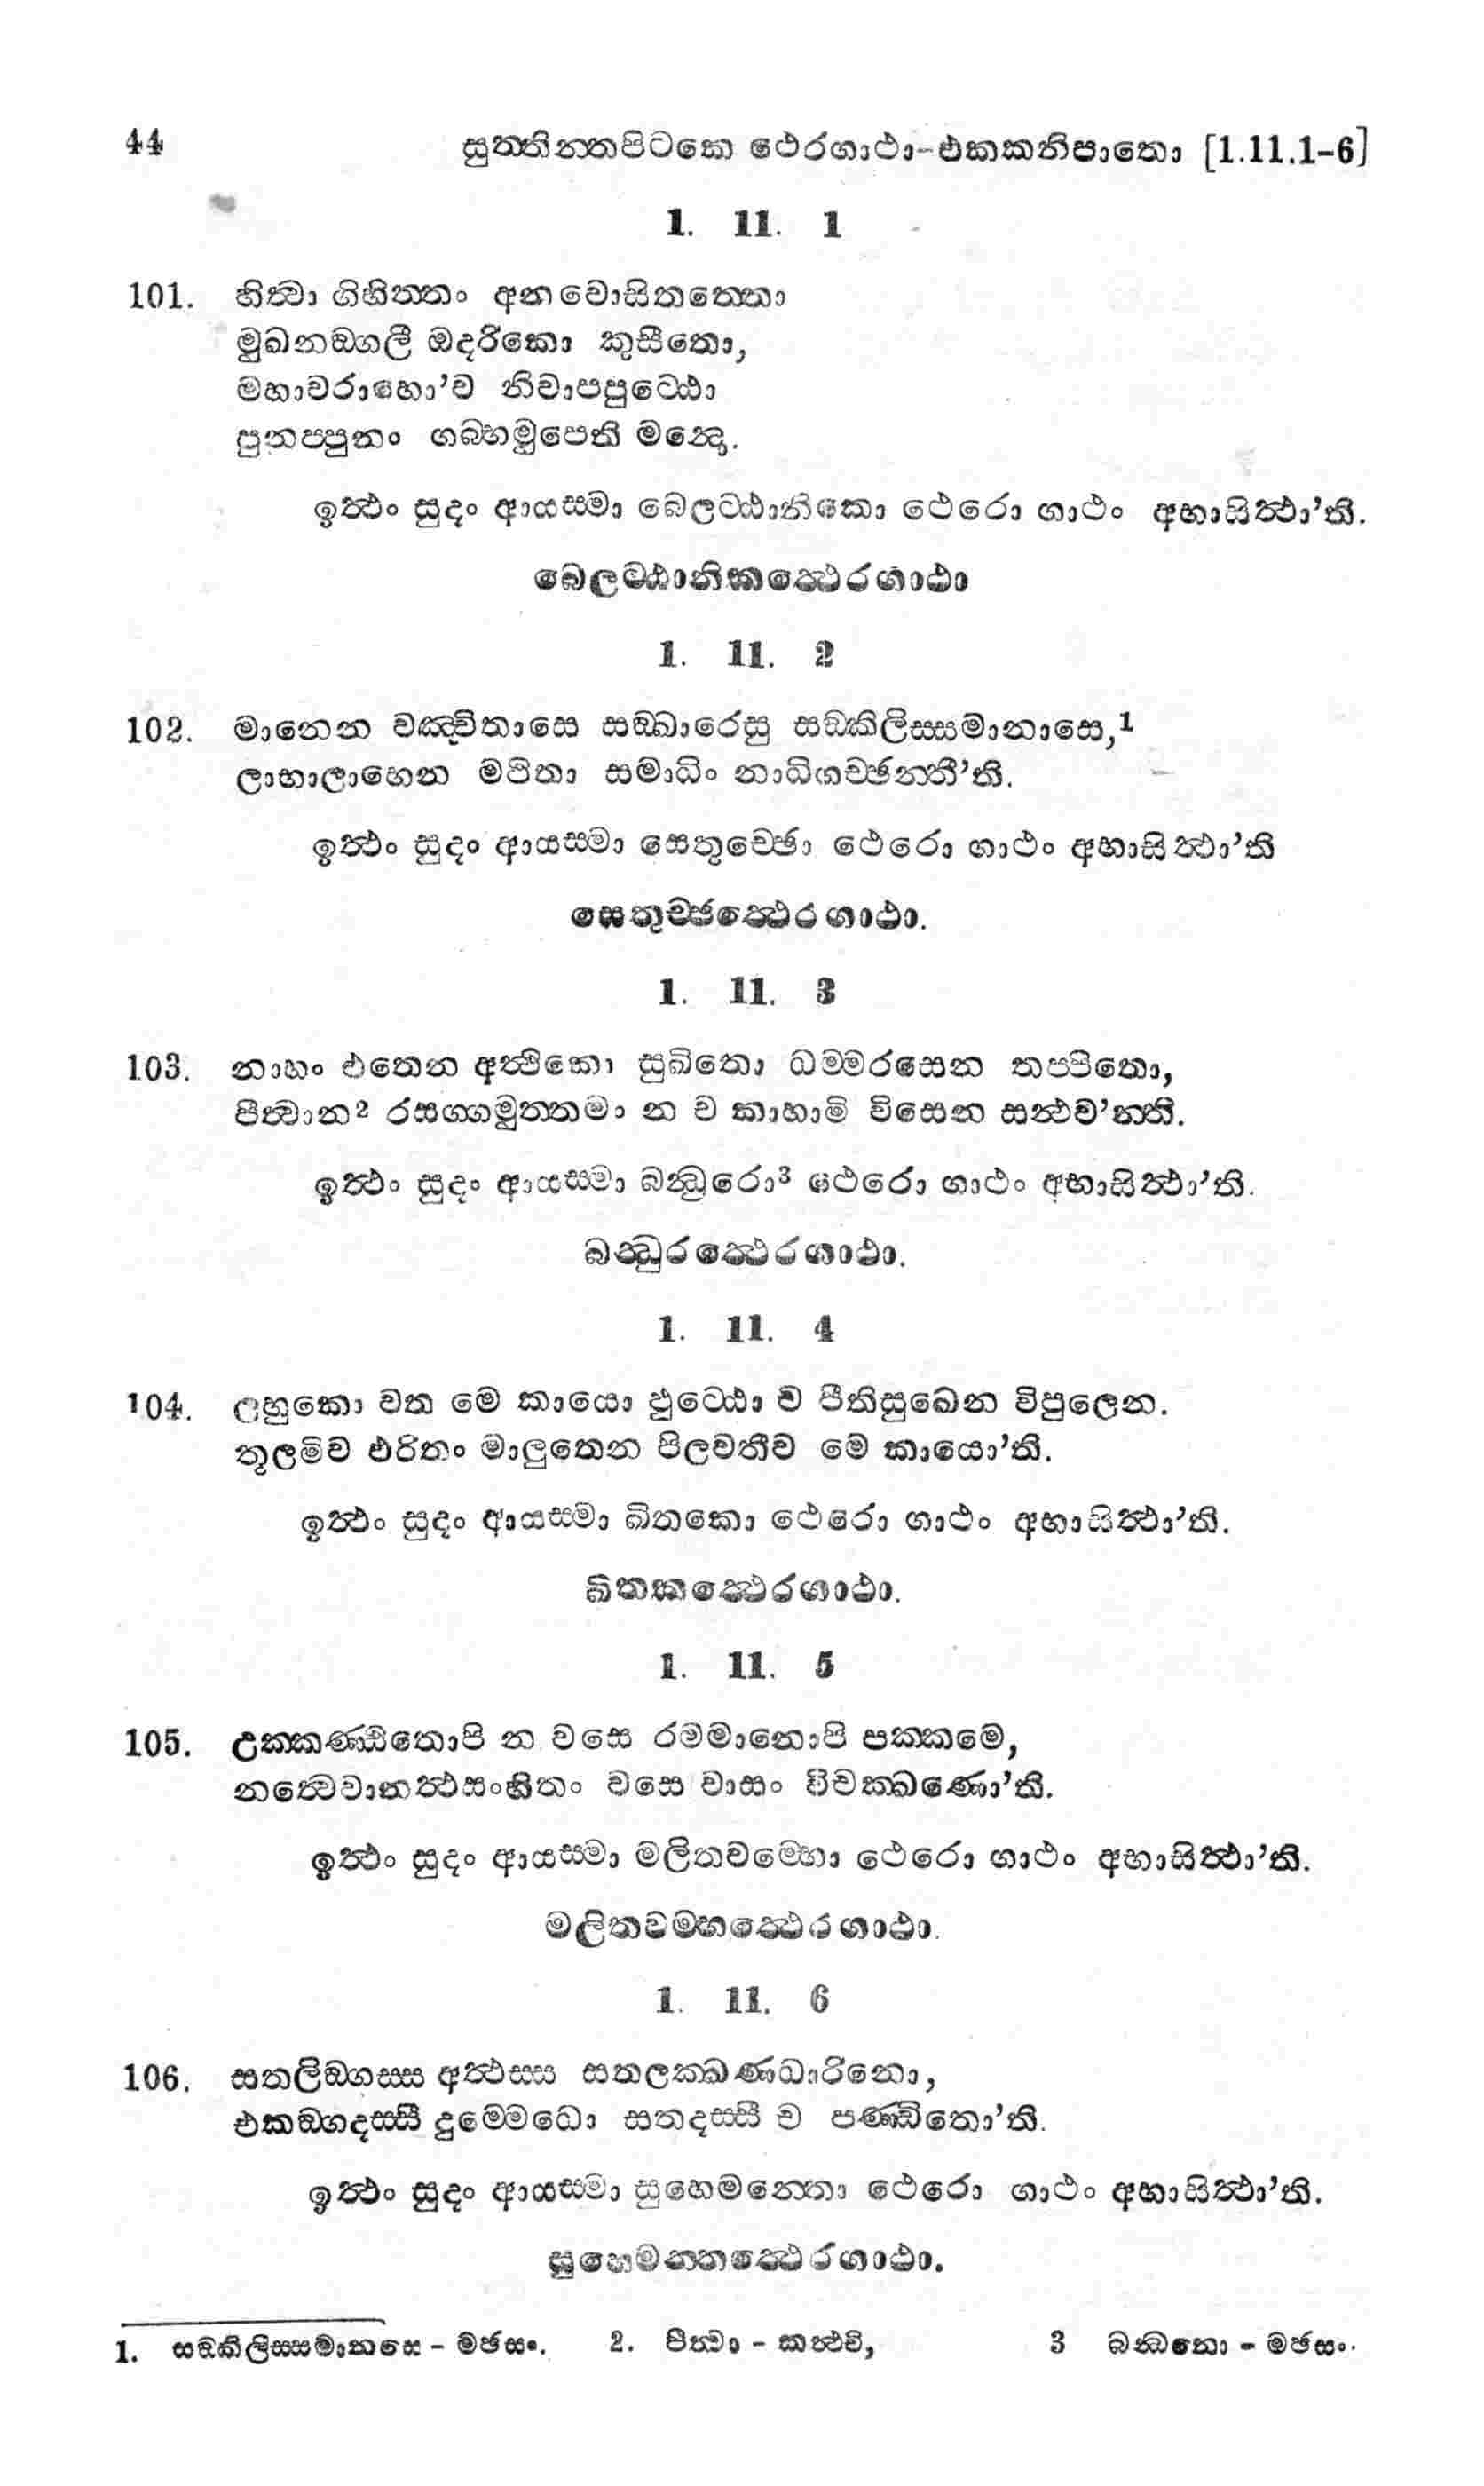 44 සුත්තන්තපිටකෙ ථෙරගාථා-එකකනිපාතො [1.11.1-6]
1. 11. 1
101. හිත්වා ගිහිත්තං අනවොසිතත්තො
මුඛනඞ්ගලී ඔදරිකො කුසීතො,
මහාවරාහො'ව නිවාපපුට්ඨො
පුනප්පුනං ගබ්භමුපෙති මන්දො.
ඉත්ථං සුදං ආයස්මා බෙලට්ඨානිකො ථෙරො ගාථං අභාසිත්ථා'ති.
බෙලට්ඨානිකත්ථෙරගාථා
1. 11. 2
102. මානෙන වඤ්චිතාසෙ සඞ්ඛාරෙසු සඞ්කිලිස්සමානාසෙ,1
ලාභාලාභෙන මථිතා සමාධිං නාධිගච්ඡන්තී'ති.
ඉත්ථං සුදං ආයස්මා සෙතුච්ඡො ථෙරො ගාථං අභාසිත්ථා'ති
සෙතුච්ඡත්ථෙරගාථා.
1. 11. 3
103. නාහං එතෙන අත්ථිකො සුඛිතො ධම්මරසෙන තප්පිතො,
පීත්වාන2 රසග්ගමුත්තමං න ච කාහාමි විසෙන සන්ථව'න්ති.
ඉත්ථං සුදං ආයස්මා බන්ධුරො3 ථෙරො ගාථං අභාසිත්ථා'ති.
බන්ධුරත්ථෙරගාථා.
1. 11. 4
104. ලහුකො වත මෙ කායො ඵුට්ඨො ච පීතිසුඛෙන විපුලෙන.
තූලමිව එරිතං මාලුතෙන පිලවතීව මෙ කායො'ති.
ඉත්ථං සුදං ආයස්මා ඛිතකො ථෙරො ගාථං අභාසිත්ථා'ති.
ඛිතකත්ථෙරගාථා.
1. 11. 5
105. උක්කණ්ඨිතොපි න වසෙ රම්මානොපි පක්කමෙ,
නත්වෙවානත්ථසංහිතං වසෙ වාසං විචක්ඛණො'ති.
ඉත්ථං සුදං ආයස්මා මලිතවම්භො ථෙරො ගාථං අභාසිත්ථා'ති.
මලිතවම්භත්ථෙරගාථා.
1. 11. 6
106. සතලිඞ්ගස්ස අත්ථස්ස සතලක්ඛණධාරිනො,
එකඞ්ගදස්සී දුම්මෙධො සතදස්සී ච පණ්ඩිතො'ති.
ඉත්ථං සුදං ආයස්මා සුහෙමන්තො ථෙරො ගාථං අභාසිත්ථා'ති.
සුහෙමන්තත්ථෙරගාථා.
1. සඞ්කිලිස්සමානසෙ - මඡසං. 2. පීත්වා - කත්ථචි, 3 බන්ධනො - මඡසං.